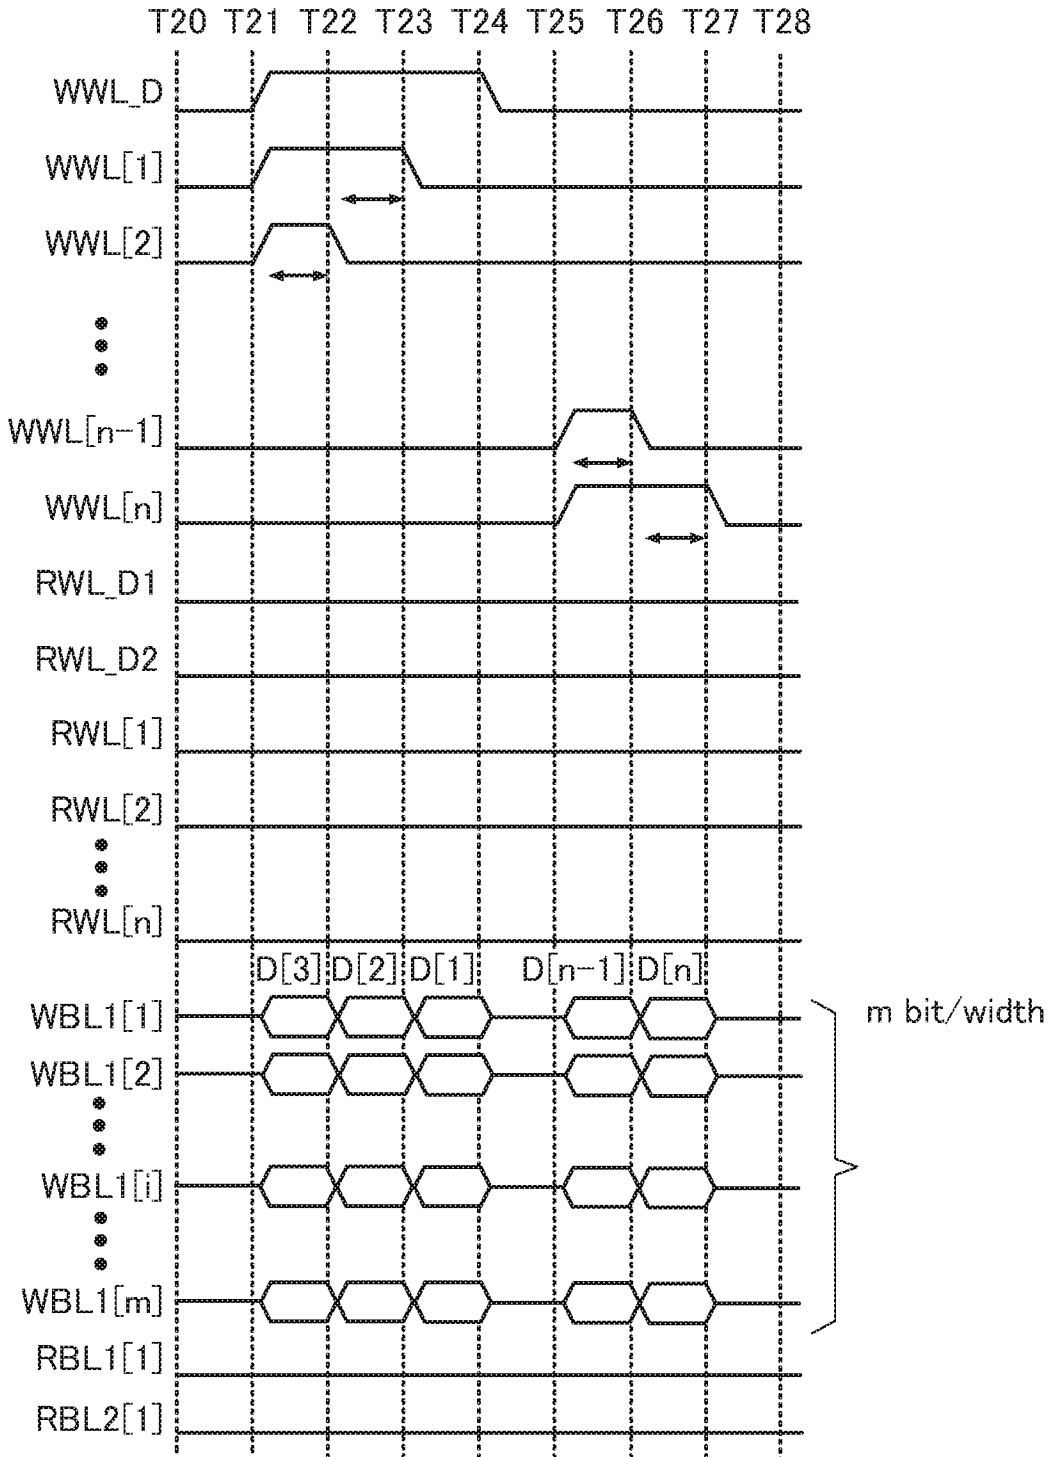 T20 T21 T22 T23 T24 T25 T26 T27 T28
WWL_D
WWL[1]
WWL[2]
WWL[n-1]
WWL[n]
RWL_D1
RWL_D2
RWL[1]
RWL[2]
RWL[n]
D[3] D[2] D[1] D[n-1] D[n]
WBL1[1] m bit/width
WBL1[2]
WBL1[i]
WBL1[m]
RBL1[1]
RBL2[1]